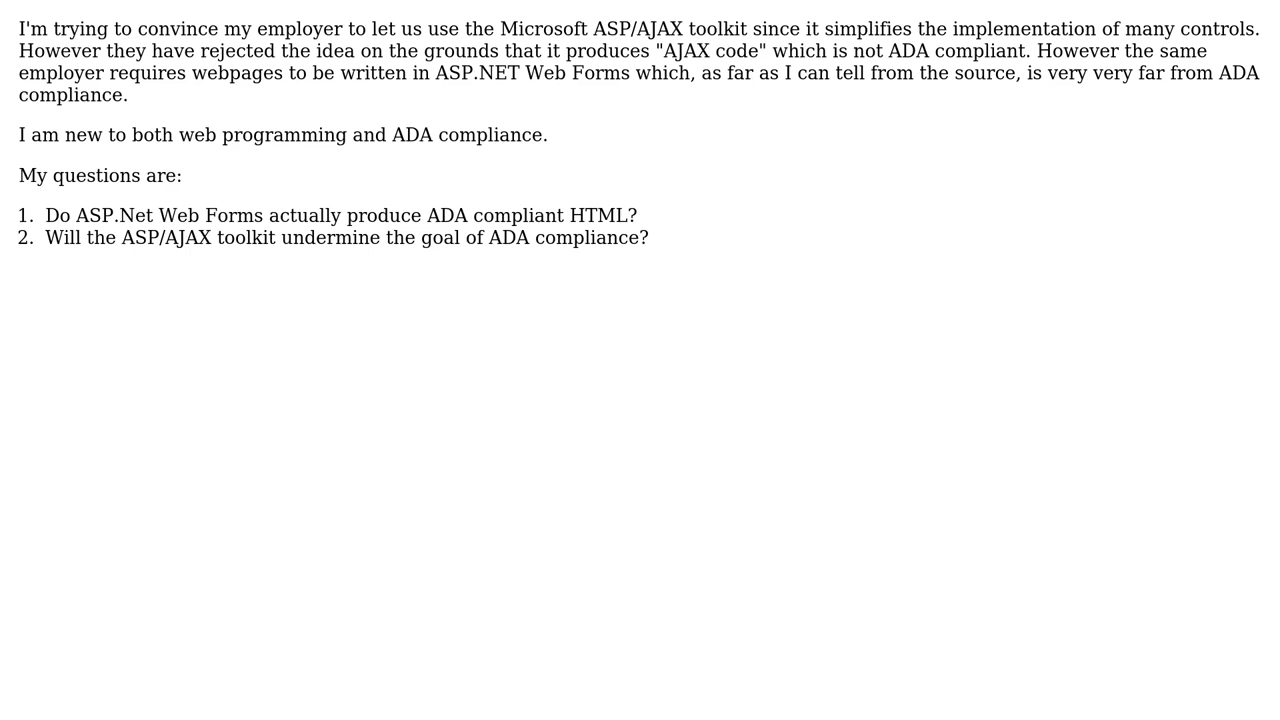 I'm trying to convince my employer to let us use the Microsoft ASP/AJAX toolkit since it simplifies the implementation of many controls.
However they have rejected the idea on the grounds that it produces "AJAX code" which is not ADA compliant. However the same
employer requires webpages to be written in ASP.NET Web Forms which, as far as I can tell from the source, is very very far from ADA
compliance.
I am new to both web programming and ADA compliance.
My questions are:
1. Do ASP.Net Web Forms actually produce ADA compliant HTML?
2. Will the ASP/AJAX toolkit undermine the goal of ADA compliance?